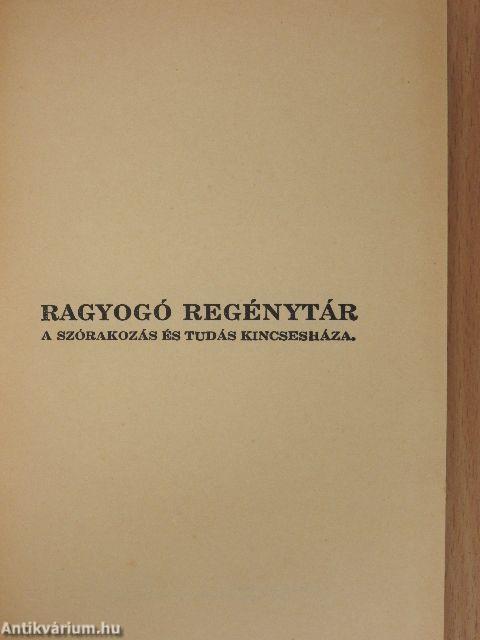 RAGYOGÓ REGÉNYTÁR
A SZÓRAKOZÁS ÉS TUDÁS KINCSESHÁZA.
Antikvárium.hu